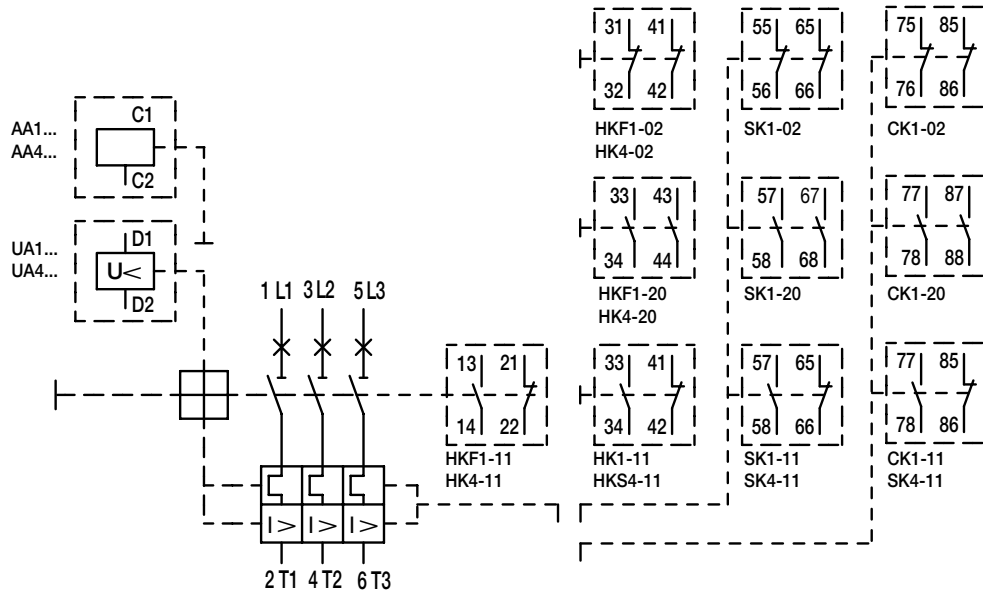 31 41
32 42
HKF1-02
HK4-02
55 65
56 66
SK1-02
75 85
76 86
CK1-02
AA1...
AA4...
C1
C2
UA1...
UA4...
D1
U<
D2
33 43
34 44
HKF1-20
HK4-20
57 67
58 68
SK1-20
77 87
78 88
CK1-20
1 L1 3 L2 5 L3
13 21
14 22
HKF1-11
HK4-11
33 41
34 42
HK1-11
HKS4-11
57 65
58 66
SK1-11
SK4-11
77 85
78 86
CK1-11
SK4-11
I> I> I>
2 T1 4 T2 6 T3